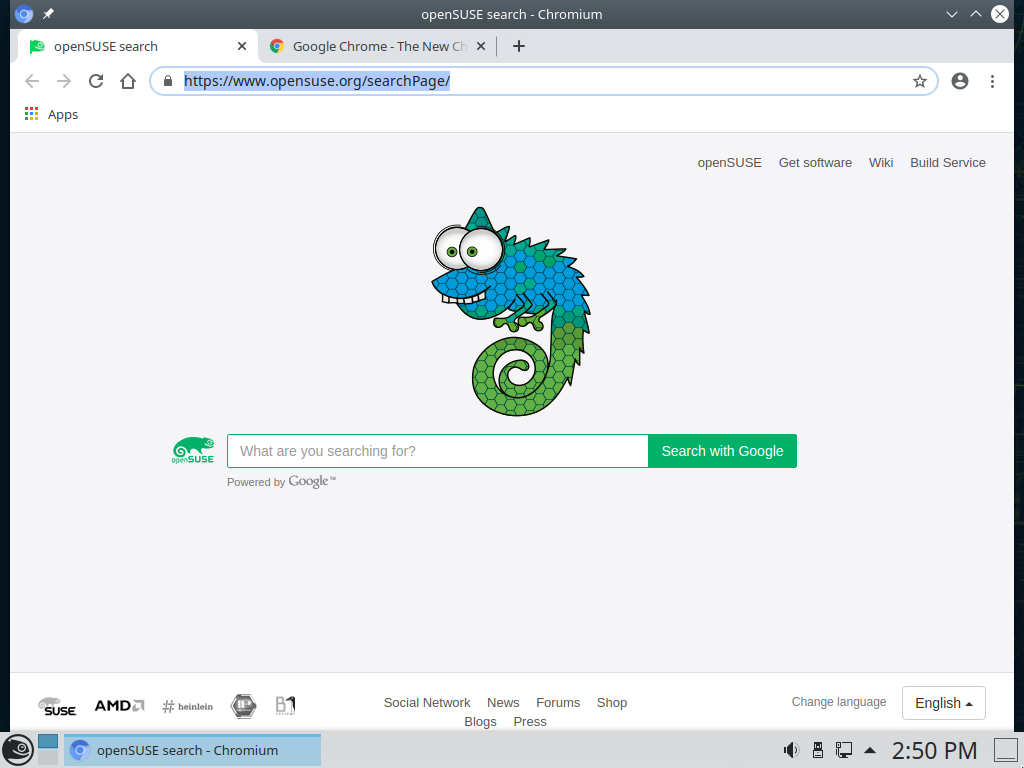 openSUSE search - Chromium
openSUSE search
Google Chrome - The New Ch
https://www.opensuse.org/searchPage/
Apps
openSUSE Get software Wiki Build Service
openSUSE
What are you searching for?
Search with Google
Powered by Google™
SUSE
AMD
# heinlein
IP
B1
Social Network News Forums Shop
Blogs Press
Change language
English
openSUSE search - Chromium
2:50 PM